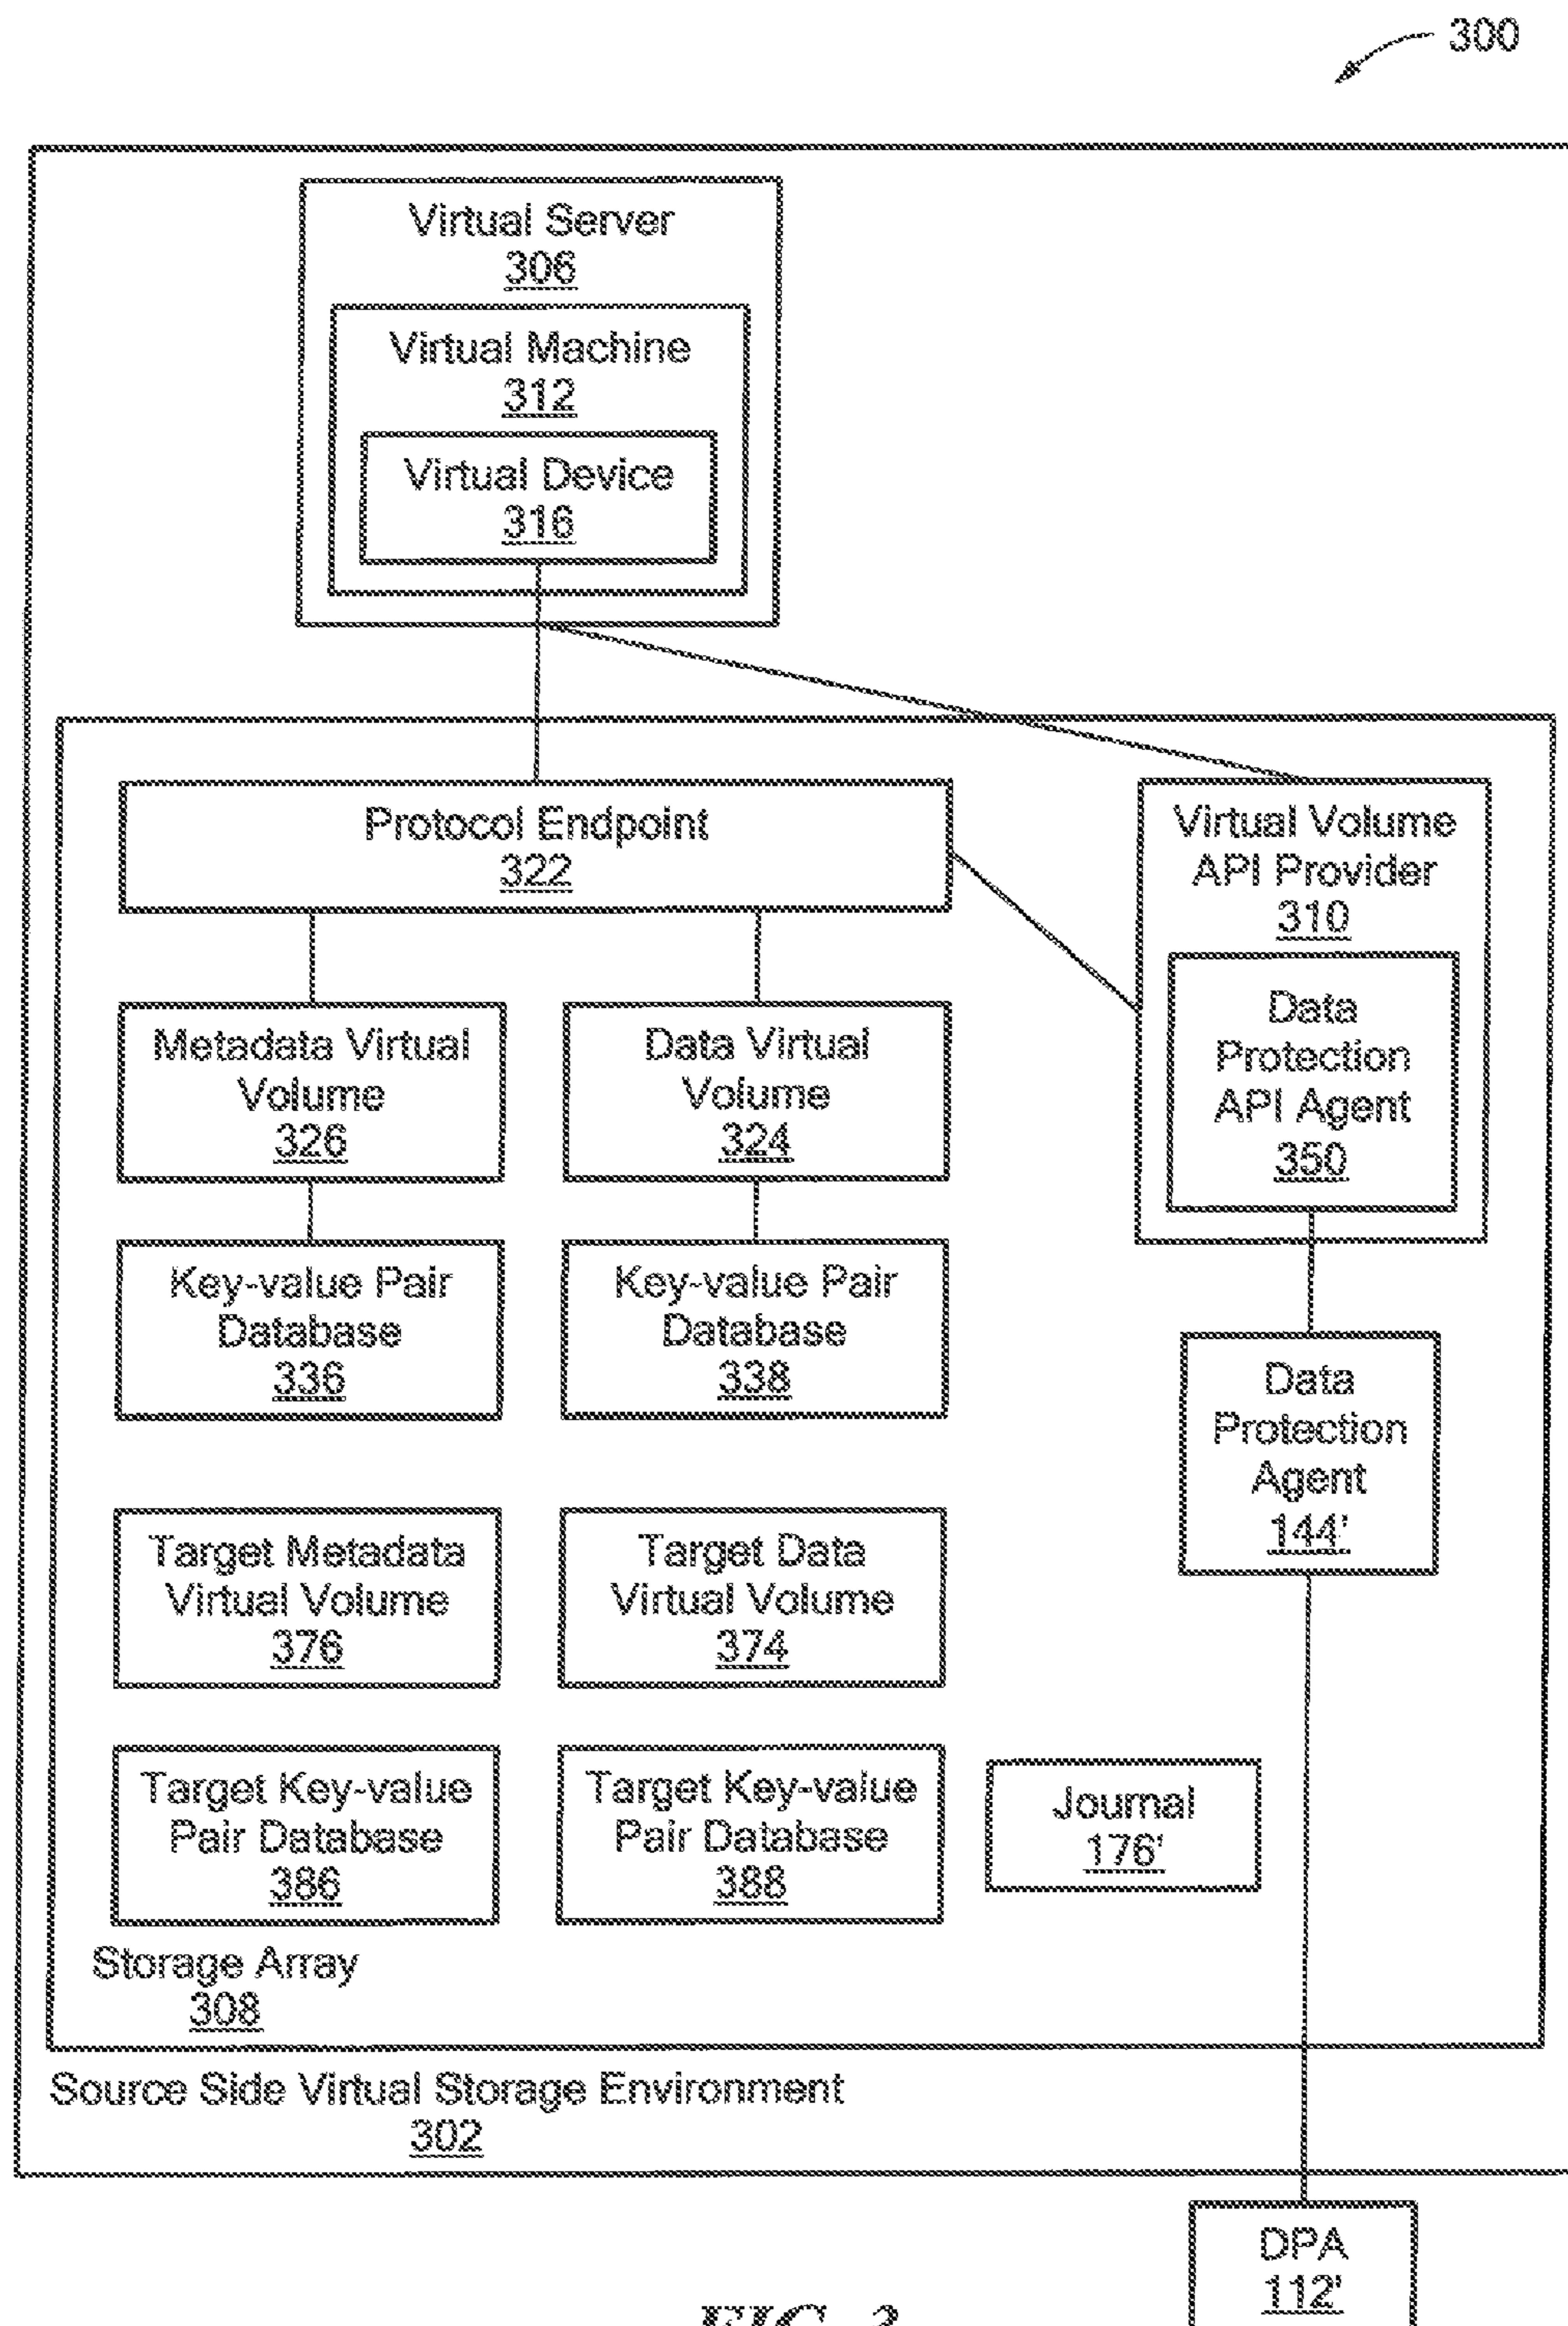 300
Virtual Server
306
Virtual Machine
312
Virtual Device
316
Protocol Endpoint
322
Virtual Volume
API Provider
310
Data
Protection
API Agent
350
Metadata Virtual
Volume
326
Data Virtual
Volume
324
Key-value Pair
Database
336
Key-value Pair
Database
338
Data
Protection
Agent
144'
Target Metadata
Virtual Volume
376
Target Data
Virtual Volume
374
Target Key-value
Pair Database
386
Target Key-value
Pair Database
388
Journal
176'
Storage Array
308
Source Side Virtual Storage Environment
302
DPA
112'
FIG. 3